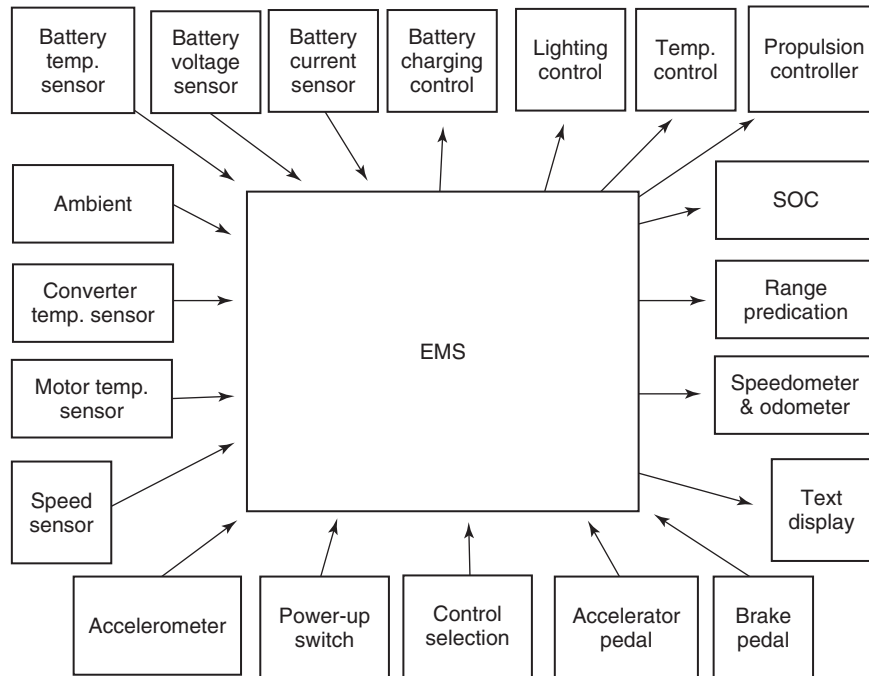 Battery
temp.
sensor
Battery
voltage
sensor
Battery
current
sensor
Battery
charging
control
Lighting
control
Temp.
control
Propulsion
controller
Ambient
SOC
Converter
temp. sensor
Range
predication
EMS
Motor temp.
sensor
Speedometer
& odometer
Speed
sensor
Text
display
Accelerometer
Power-up
switch
Control
selection
Accelerator
pedal
Brake
pedal